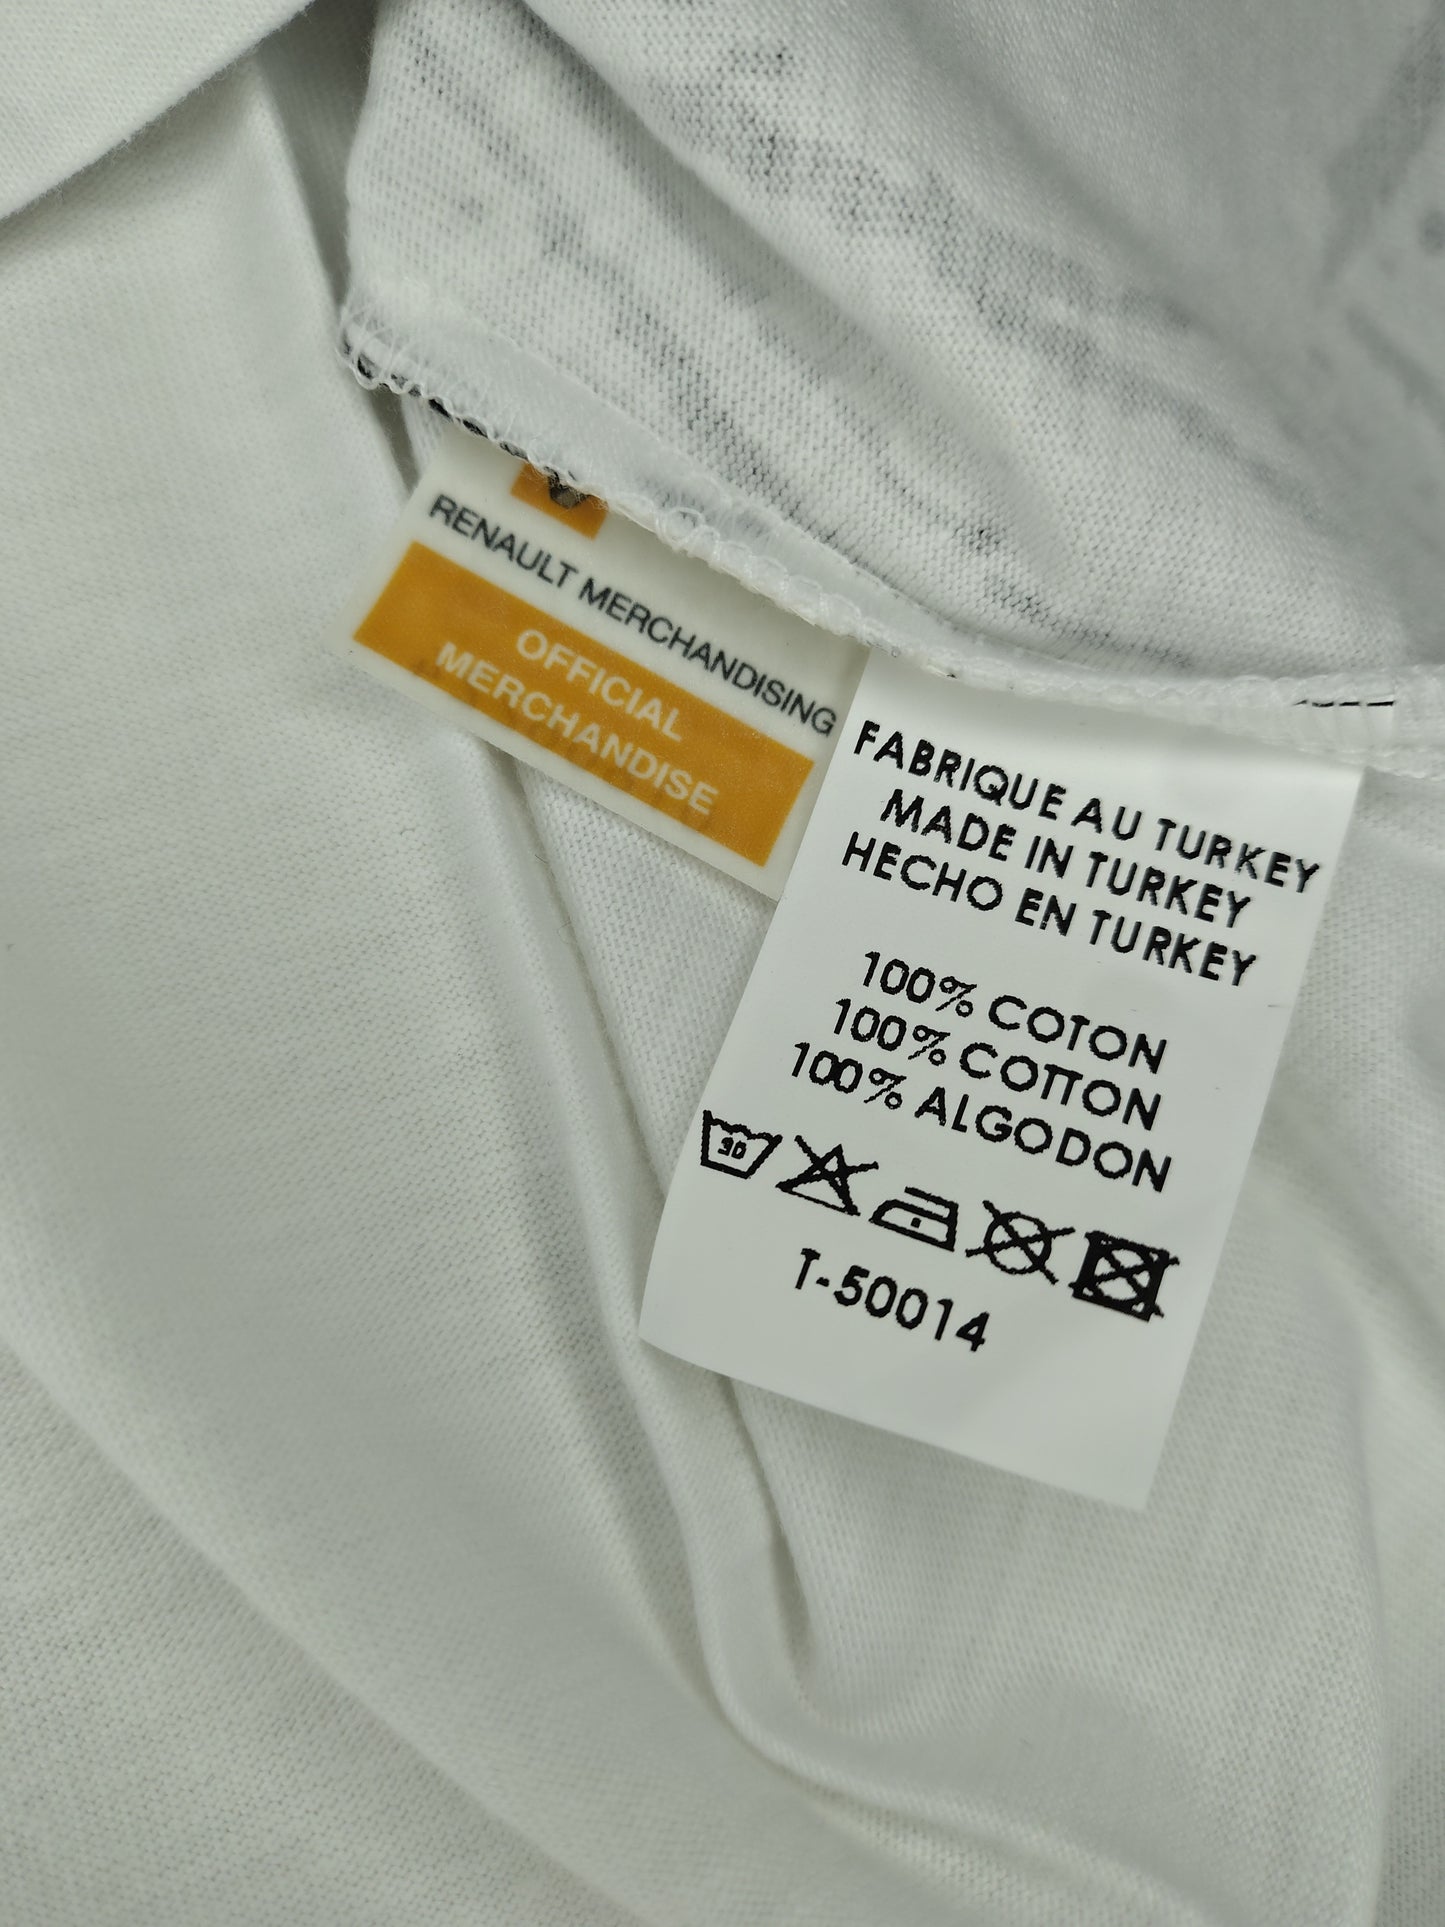 RENAULT MERCHANDISING
OFFICIAL
MERCHANDISE
FABRIQUE AU TURKEY
MADE IN TURKEY
HECHO EN TURKEY
100% COTON
100% COTTON
100% ALGODON
30
T-50014